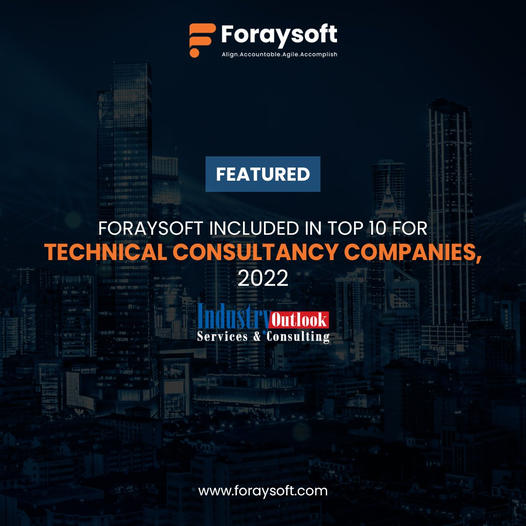 Foraysoft
Align.Accountable.Agile.Accomplish
FEATURED
FORAYSOFT INCLUDED IN TOP 10 FOR
TECHNICAL CONSULTANCY COMPANIES,
2022
Industry Outlook
Services & Consulting
www.foraysoft.com